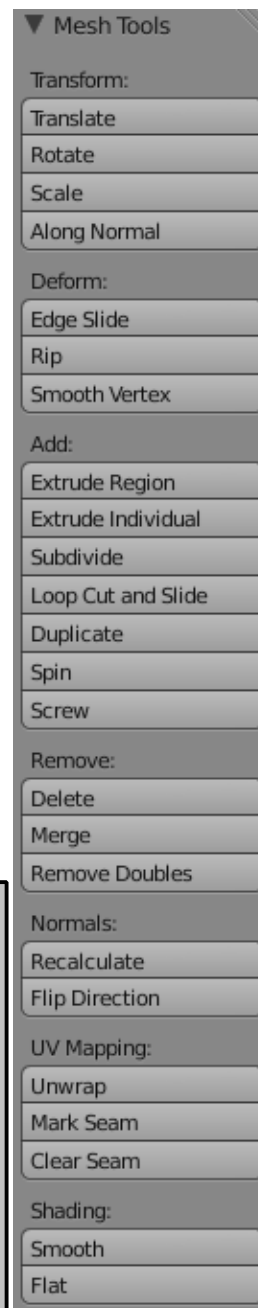 Mesh Tools
Transform:
Translate
Rotate
Scale
Along Normal
Deform:
Edge Slide
Rip
Smooth Vertex
Add:
Extrude Region
Extrude Individual
Subdivide
Loop Cut and Slide
Duplicate
Spin
Screw
Remove:
Delete
Merge
Remove Doubles
Normals:
Recalculate
Flip Direction
UV Mapping:
Unwrap
Mark Seam
Clear Seam
Shading:
Smooth
Flat